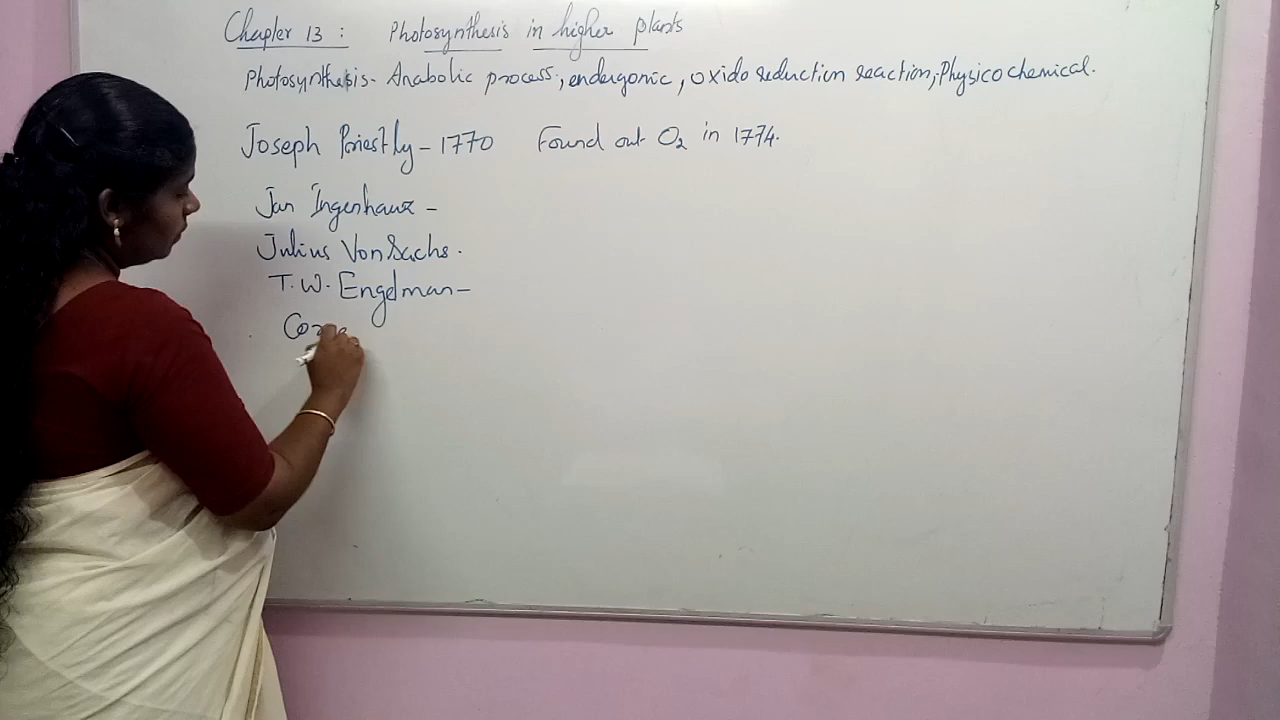 Chapter 13 : Photosynthesis in higher plants
Photosynthesis- Anabolic process, endergonic, oxido reduction reaction, Physico chemical.
Joseph Priestly - 1770 Found out O₂ in 1774.
Jan Ingenhauz -
Julius Von Sachs.
T. W. Engelman -